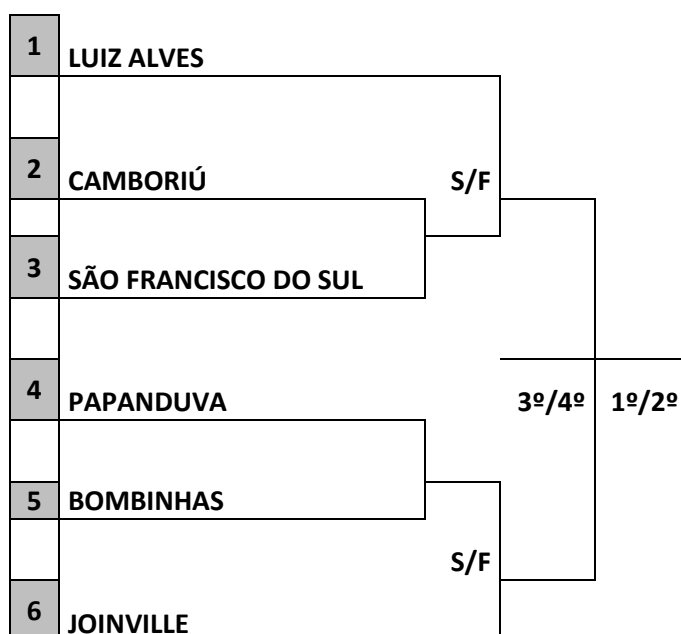 1 LUIZ ALVES
2 CAMBORIÚ S/F
3 SÃO FRANCISCO DO SUL
4 PAPANDUVA 3º/4º 1º/2º
5 BOMBINHAS
S/F
6 JOINVILLE